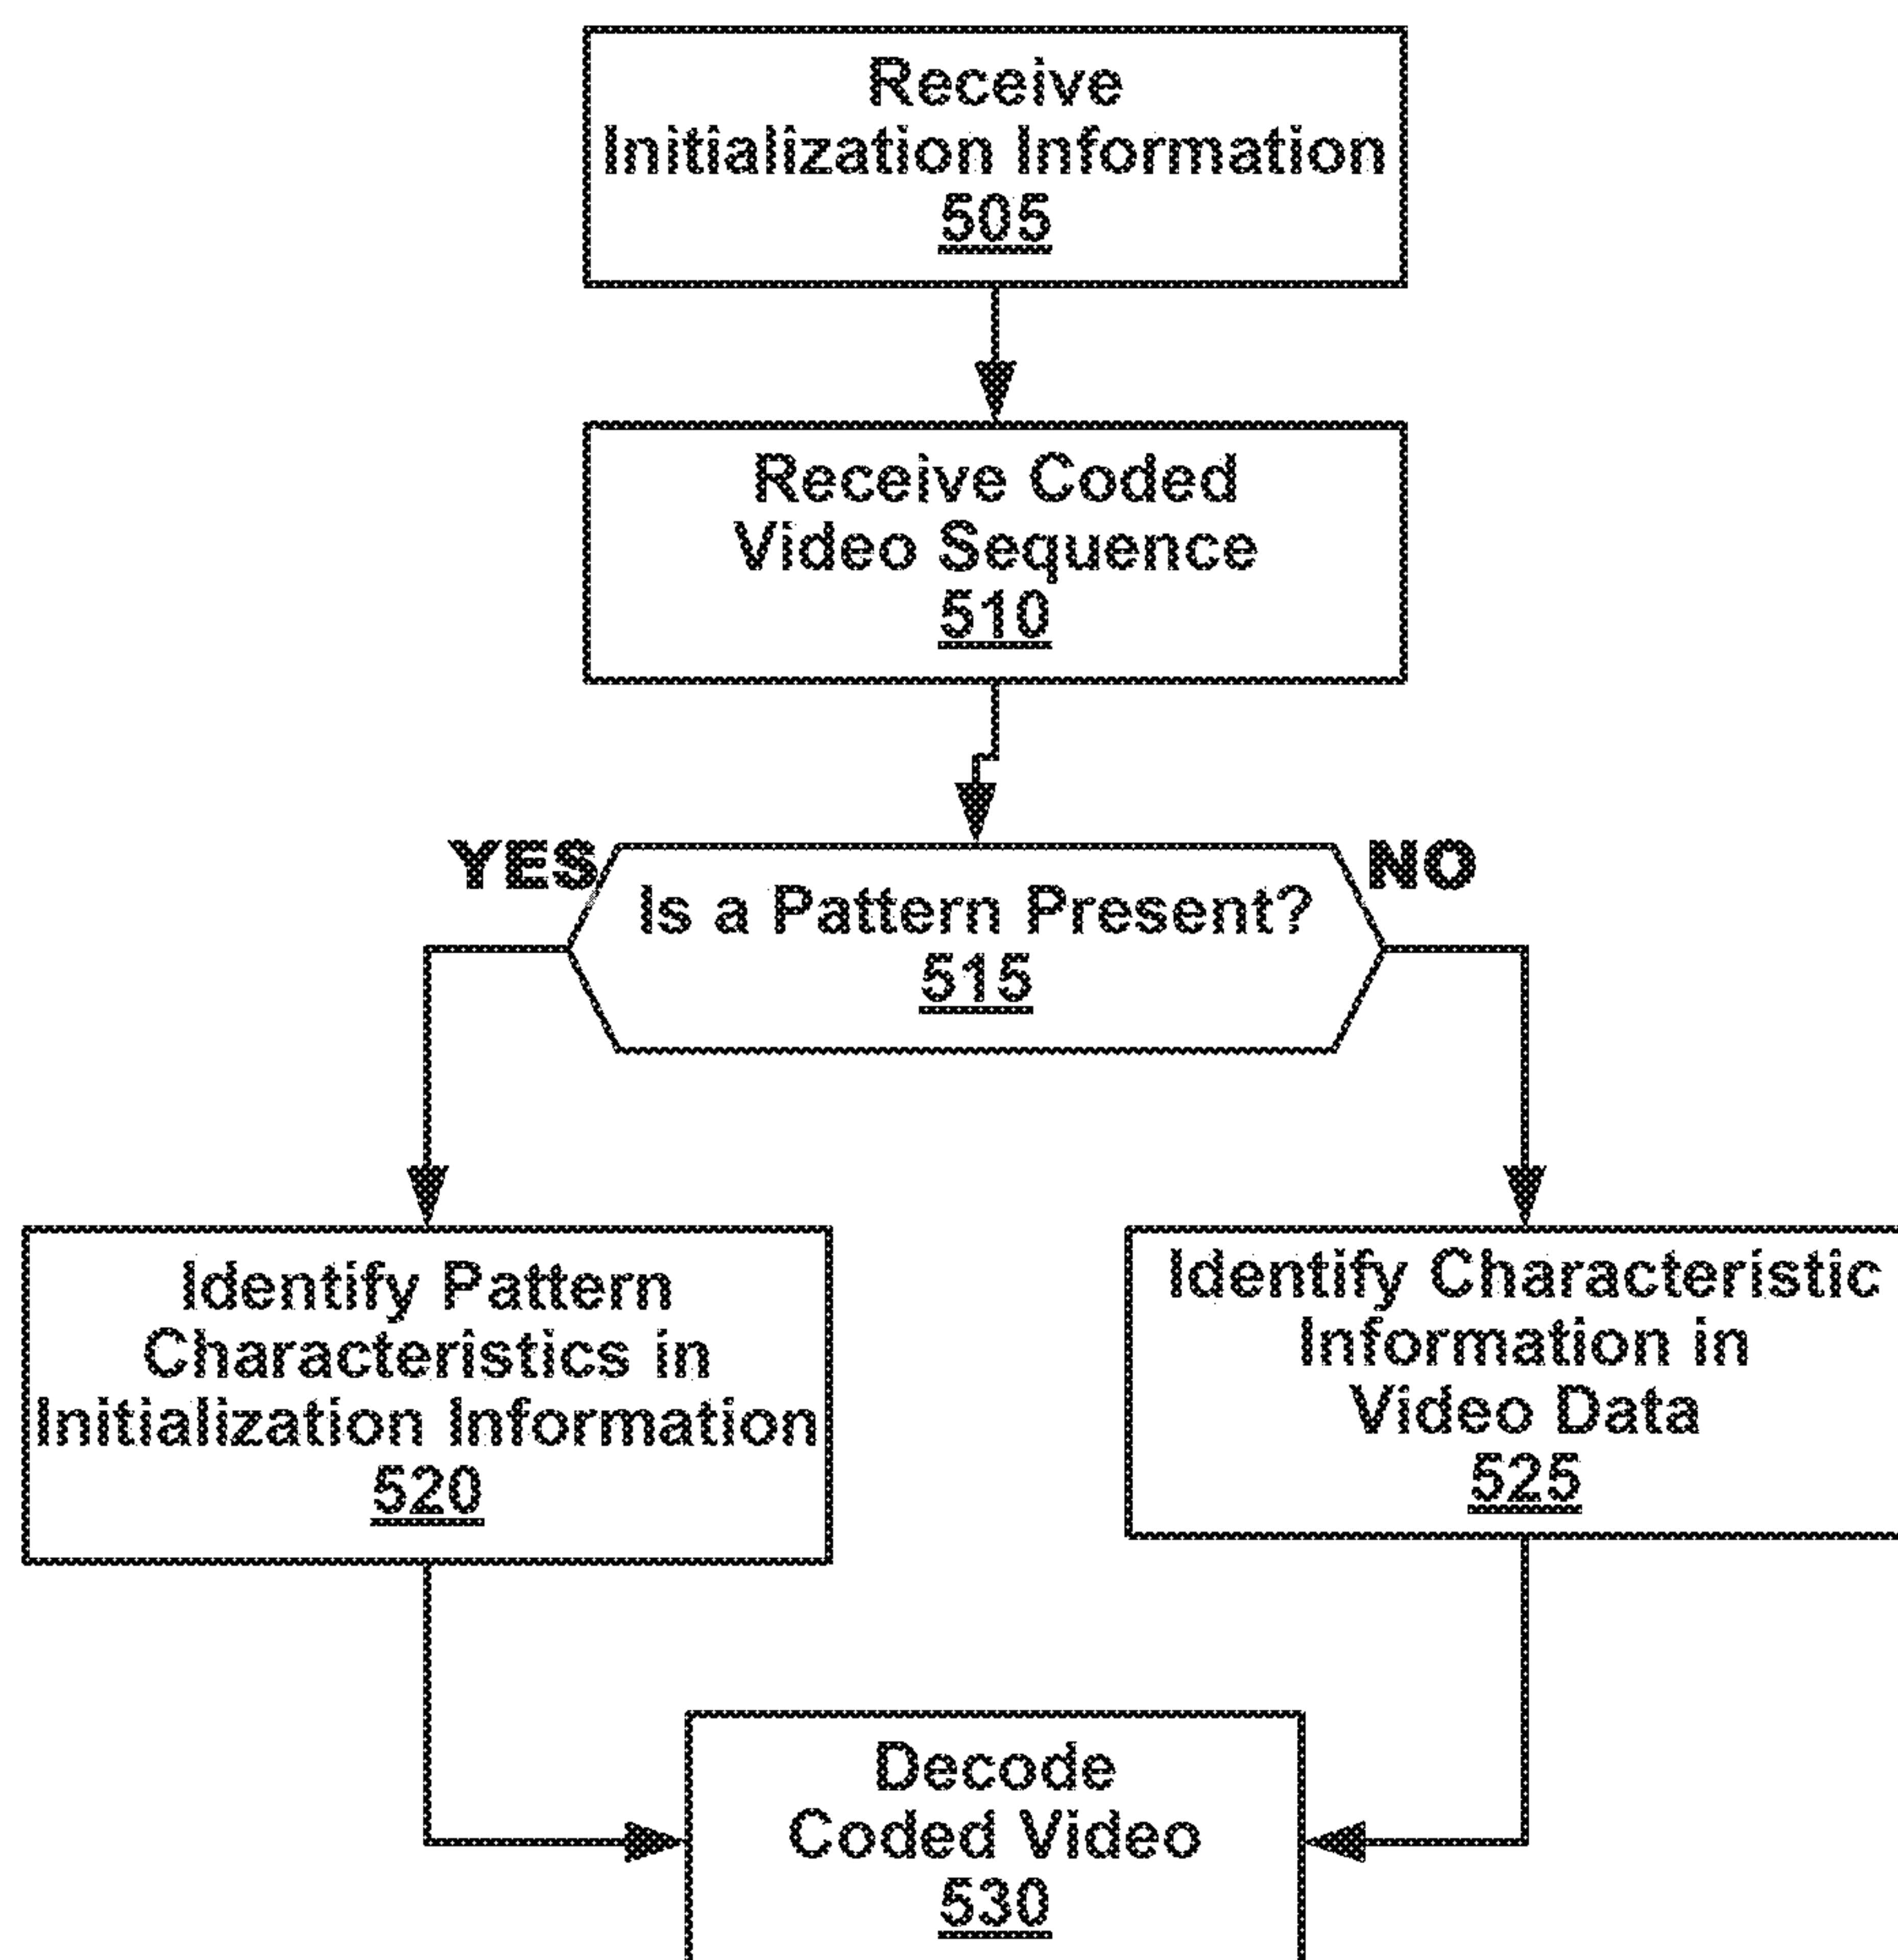 Receive
Initialization Information
505
Receive Coded
Video Sequence
510
YES
NO
Is a Pattern Present?
515
Identify Pattern
Characteristics in
Initialization Information
520
Identify Characteristic
Information in
Video Data
525
Decode
Coded Video
530